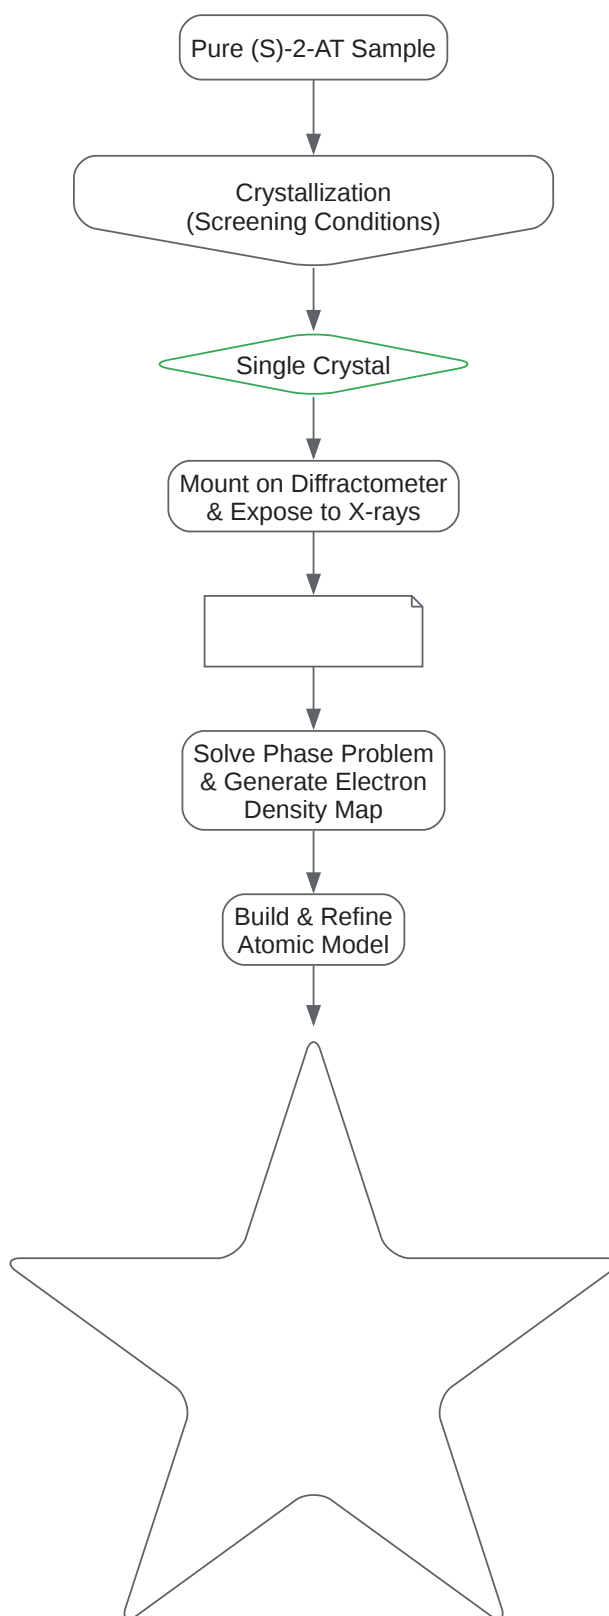 Pure (S)-2-AT Sample
Crystallization
(Screening Conditions)
Single Crystal
Mount on Diffractometer
& Expose to X-rays
Solve Phase Problem
& Generate Electron
Density Map
Build & Refine
Atomic Model